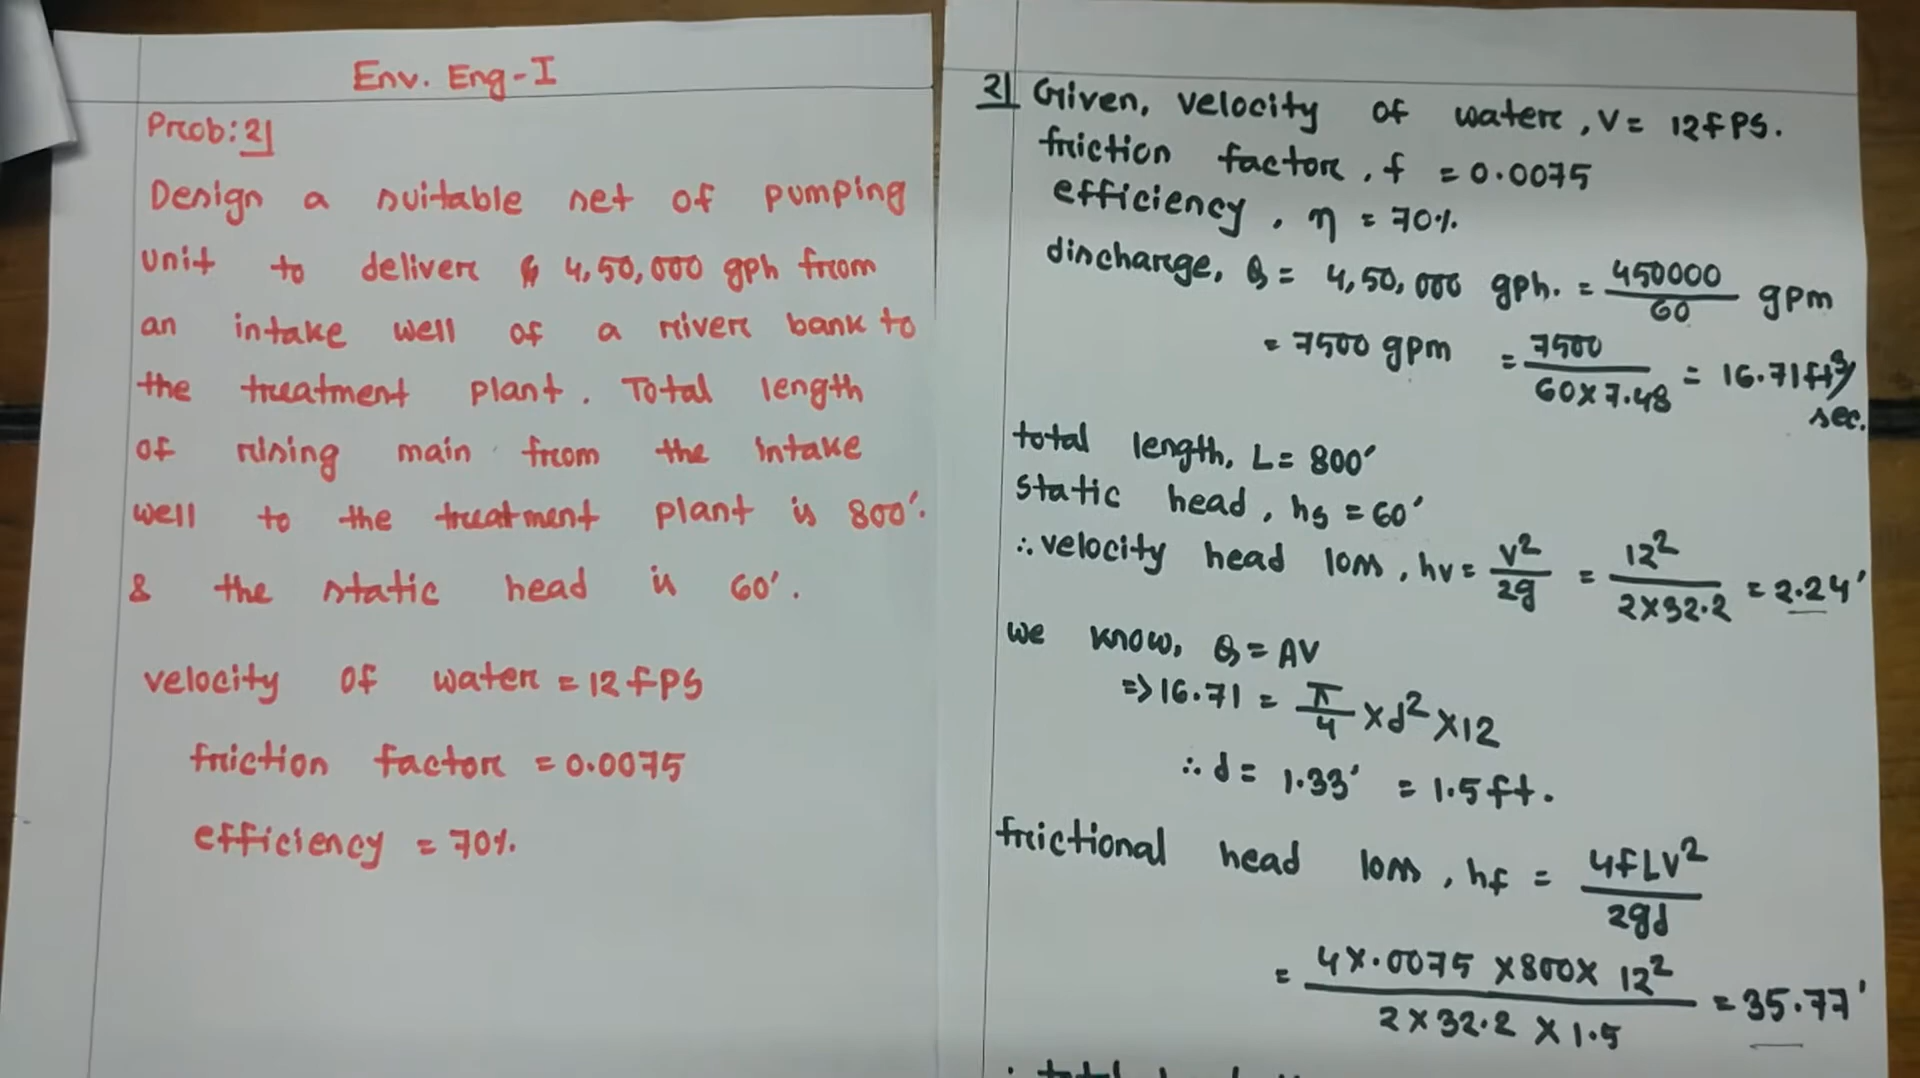 Env. Eng-I
Prob: 21
Design a suitable set of pumping
unit to deliver 4,50,000 gph from
an intake well of a river bank to
the treatment plant. Total length
of rising main from the intake
well to the treatment plant is 800'.
& the static head is 60'.
velocity of water = 12 fps
friction factor = 0.0075
efficiency = 70%.
21 Given, velocity of water, V = 12 fps.
friction factor, f = 0.0075
efficiency, η = 70%.
discharge, Q = 4,50,000 gph. = 450000/60 gpm
= 7500 gpm = 7500/(60×7.48) = 16.71 ft³/sec.
total length, L = 800'
static head, hs = 60'
∴ velocity head loss, hv = v²/2g = 12²/(2×32.2) = 2.24'
we know, Q = AV
=> 16.71 = π/4 × d² × 12
∴ d = 1.33' = 1.5 ft.
frictional head loss, hf = 4fLV²/2gd
= (4×.0075×800×12²)/(2×32.2×1.5) = 35.77'